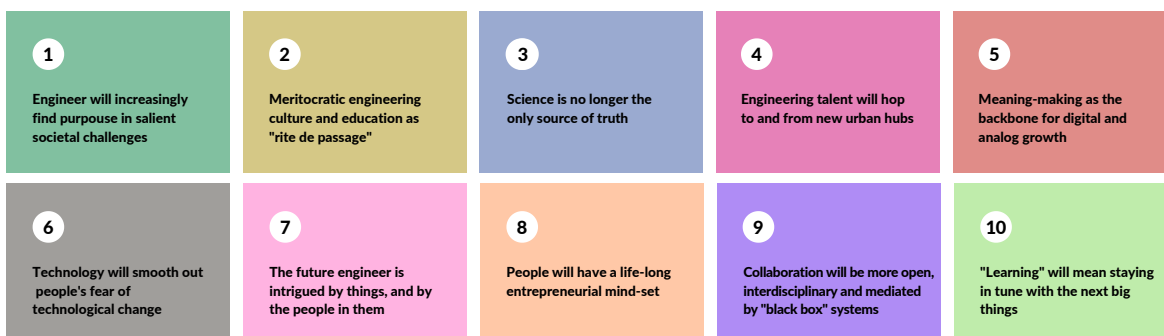 1
Engineer will increasingly
find purpouse in salient
societal challenges
2
Meritocratic engineering
culture and education as
"rite de passage"
3
Science is no longer the
only source of truth
4
Engineering talent will hop
to and from new urban hubs
5
Meaning-making as the
backbone for digital and
analog growth
6
Technology will smooth out
people's fear of
technological change
7
The future engineer is
intrigued by things, and by
the people in them
8
People will have a life-long
entrepreneurial mind-set
9
Collaboration will be more open,
interdisciplinary and mediated
by "black box" systems
10
"Learning" will mean staying
in tune with the next big
things